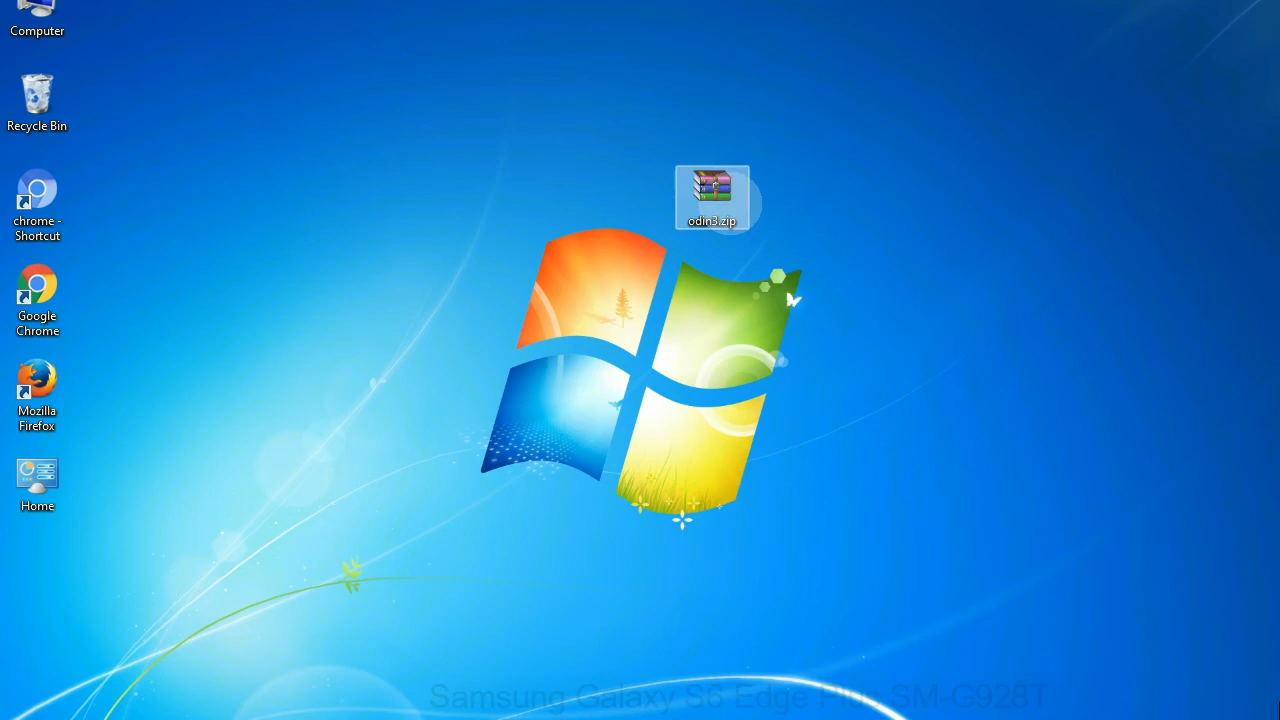 Computer
Recycle Bin
chrome -
Shortcut
Google
Chrome
Mozilla
Firefox
Home
odin3.zip
Samsung Galaxy S6 Edge Plus SM-G928T